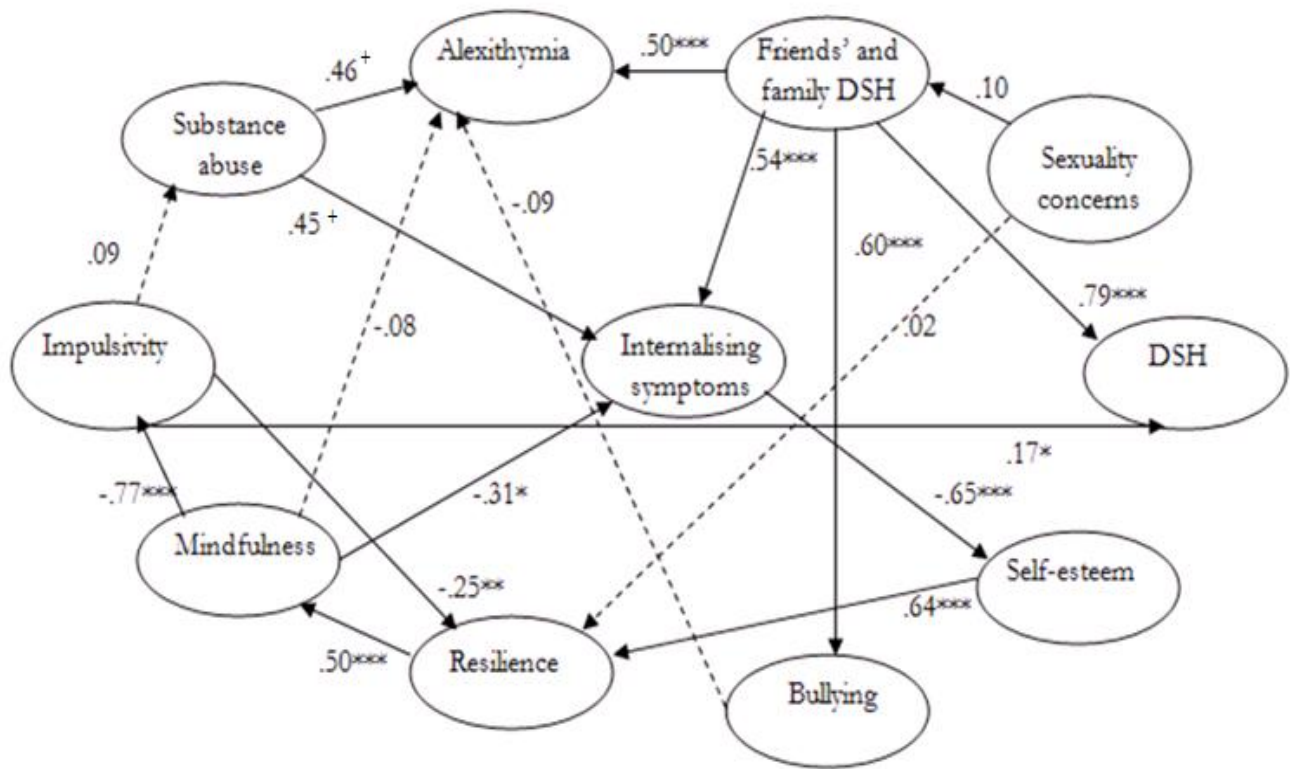 Alexithymia
.50***
Friends' and
family DSH
.46+
.10
Substance
abuse
Sexuality
concerns
.54***
-.09
.45 +
.60***
.09
.79***
-.08
.02
Impulsivity
Internalising
symptoms
DSH
.17*
-.77***
-.31*
-.65***
Mindfulness
Self-esteem
-.25**
.64***
.50***
Resilience
Bullying